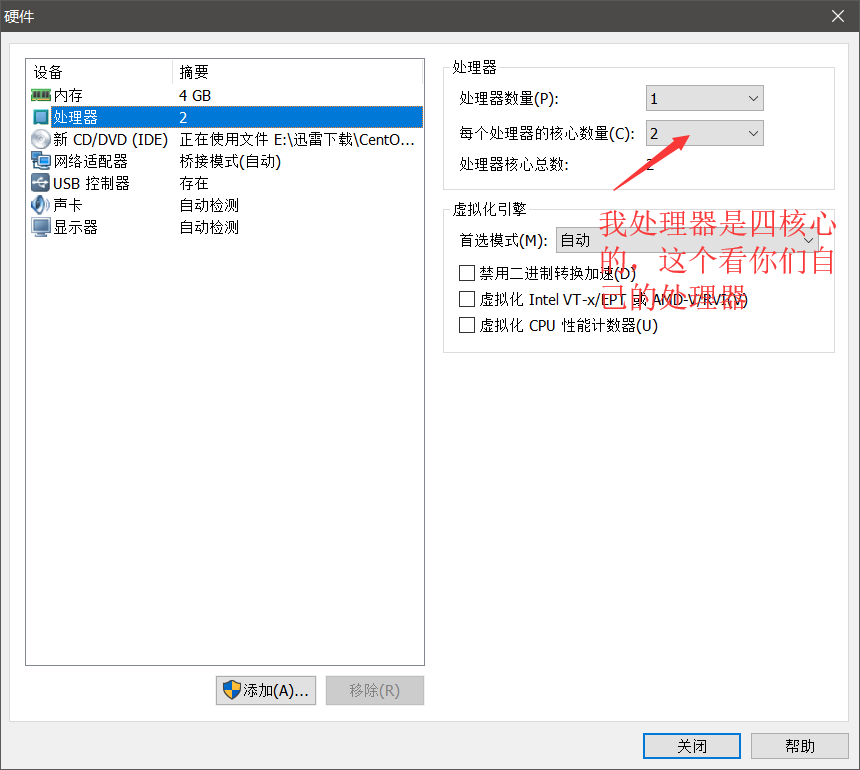 硬件
设备 摘要
内存 4 GB
处理器 2
新 CD/DVD (IDE) 正在使用文件 E:\迅雷下载\CentO...
网络适配器 桥接模式(自动)
USB 控制器 存在
声卡 自动检测
显示器 自动检测
添加(A)... 移除(R)
处理器
处理器数量(P): 1
每个处理器的核心数量(C): 2
处理器核心总数: 2
虚拟化引擎
首选模式(M): 自动
禁用二进制转换加速(D)
虚拟化 Intel VT-x/EPT 或 AMD-V/RVI(V)
虚拟化 CPU 性能计数器(U)
我处理器是四核心
的，这个看你们自
己的处理器
关闭 帮助